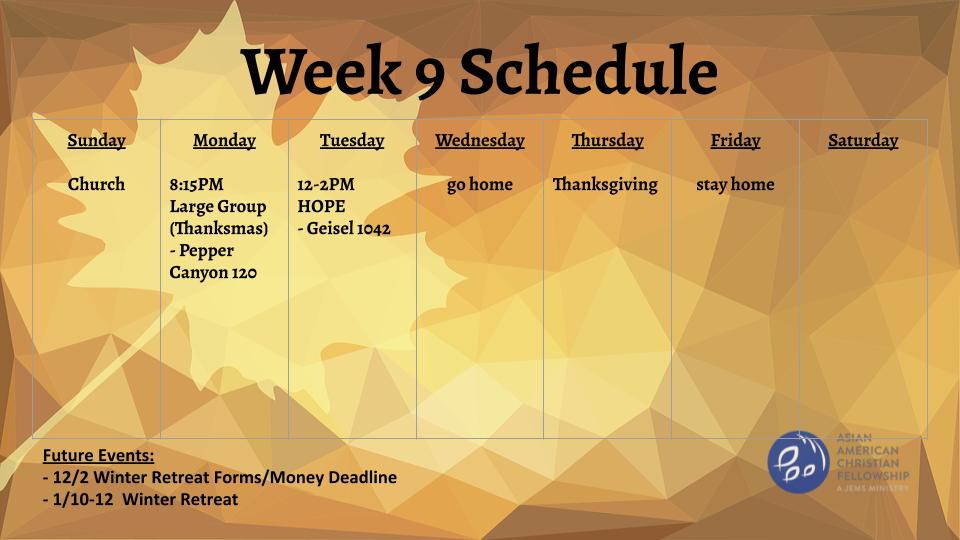 Week 9 Schedule
Sunday
Monday
Tuesday
Wednesday
Thursday
Friday
Saturday
Church
8:15PM
Large Group
(Thanksmas)
- Pepper
Canyon 120
12-2PM
HOPE
- Geisel 1042
go home
Thanksgiving
stay home
Future Events:
- 12/2 Winter Retreat Forms/Money Deadline
- 1/10-12  Winter Retreat
ASIAN
AMERICAN
CHRISTIAN
FELLOWSHIP
A JEMS MINISTRY